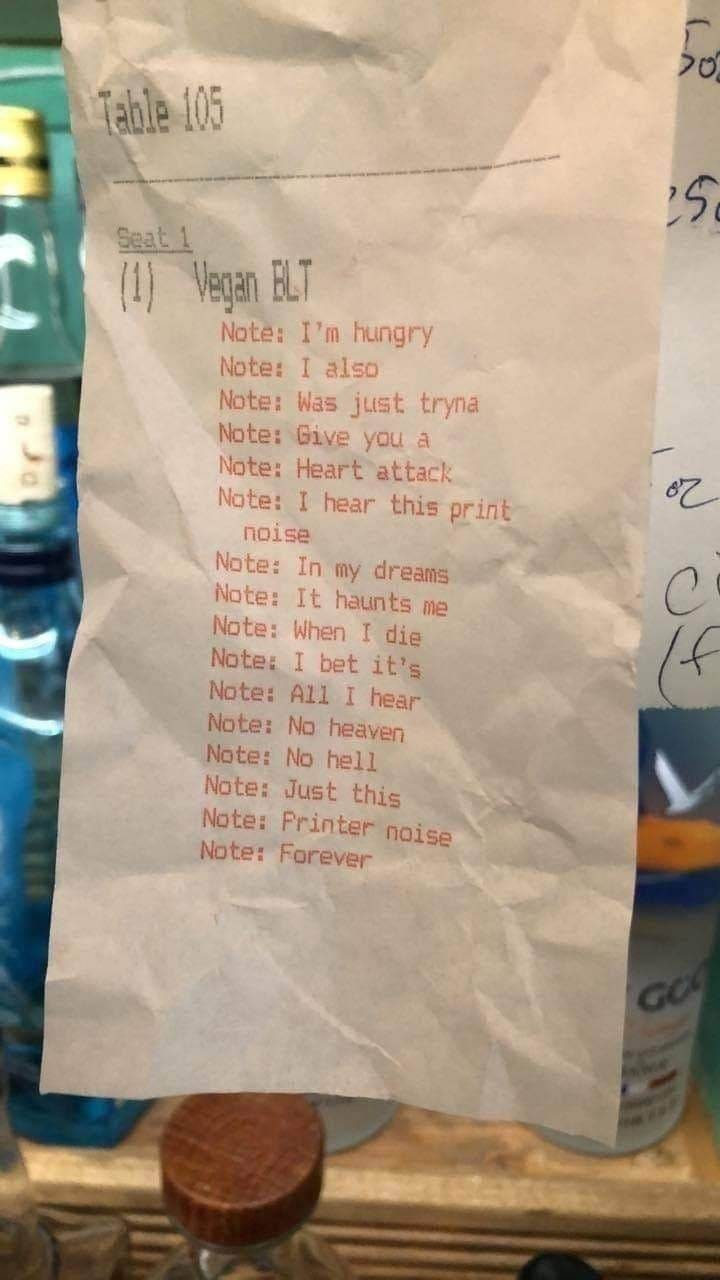 Table 105
Seat 1
(1) Vegan BLT
Note: I'm hungry
Note: I also
Note: Was just tryna
Note: Give you a
Note: Heart attack
Note: I hear this print
noise
Note: In my dreams
Note: It haunts me
Note: When I die
Note: I bet it's
Note: All I hear
Note: No heaven
Note: No hell
Note: Just this
Note: Printer noise
Note: Forever